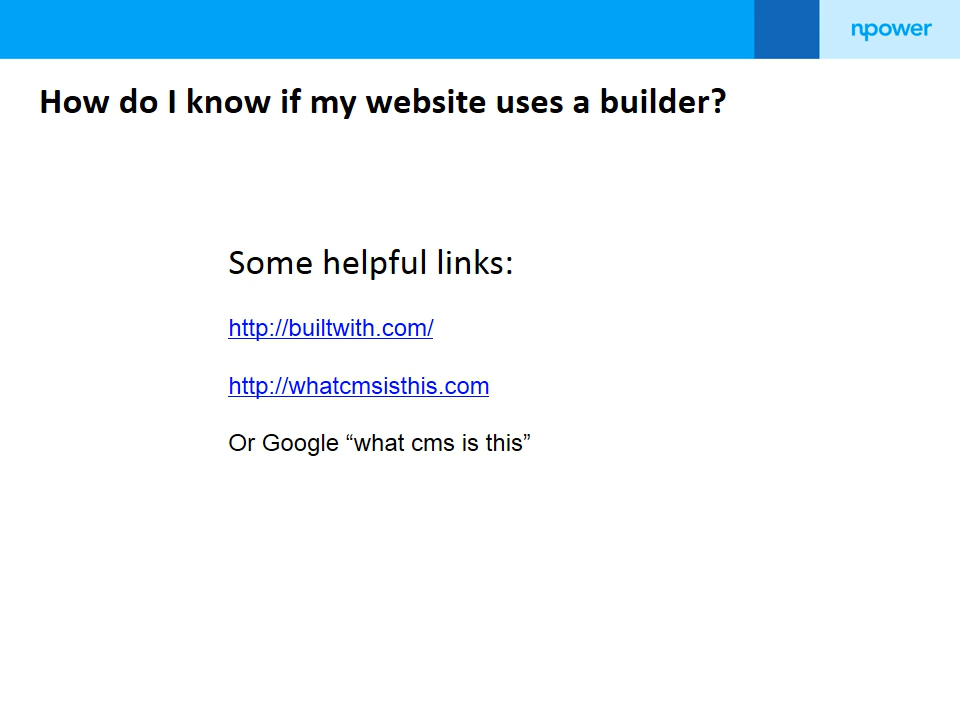 npower
How do I know if my website uses a builder?
Some helpful links:
http://builtwith.com/
http://whatcmsisthis.com
Or Google “what cms is this”